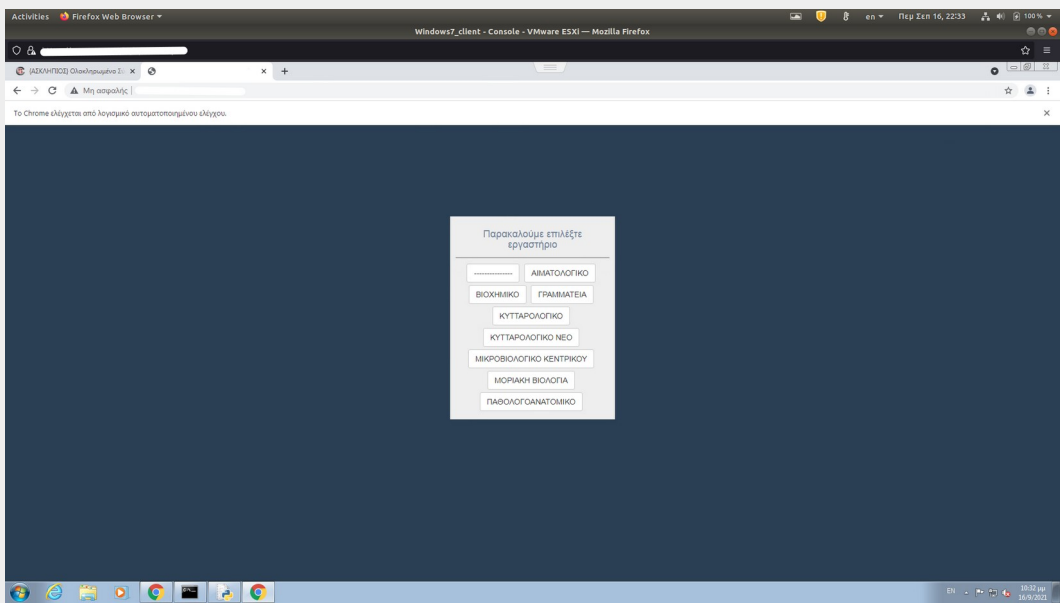 Activities Firefox Web Browser en Πεμ Σεπ 16, 22:33 100 %
Windows7_client - Console - VMware ESXi — Mozilla Firefox
(ΑΣΚΛΗΠΙΟΣ) Ολοκληρωμένο
Μη ασφαλής
Το Chrome ελέγχεται από λογισμικό αυτοματοποιημένου ελέγχου.
Παρακαλούμε επιλέξτε
εργαστήριο
--------------- ΑΙΜΑΤΟΛΟΓΙΚΟ
ΒΙΟΧΗΜΙΚΟ ΓΡΑΜΜΑΤΕΙΑ
ΚΥΤΤΑΡΟΛΟΓΙΚΟ
ΚΥΤΤΑΡΟΛΟΓΙΚΟ ΝΕΟ
ΜΙΚΡΟΒΙΟΛΟΓΙΚΟ ΚΕΝΤΡΙΚΟΥ
ΜΟΡΙΑΚΗ ΒΙΟΛΟΓΙΑ
ΠΑΘΟΛΟΓΟΑΝΑΤΟΜΙΚΟ
EN 10:32 μμ
16/9/2021